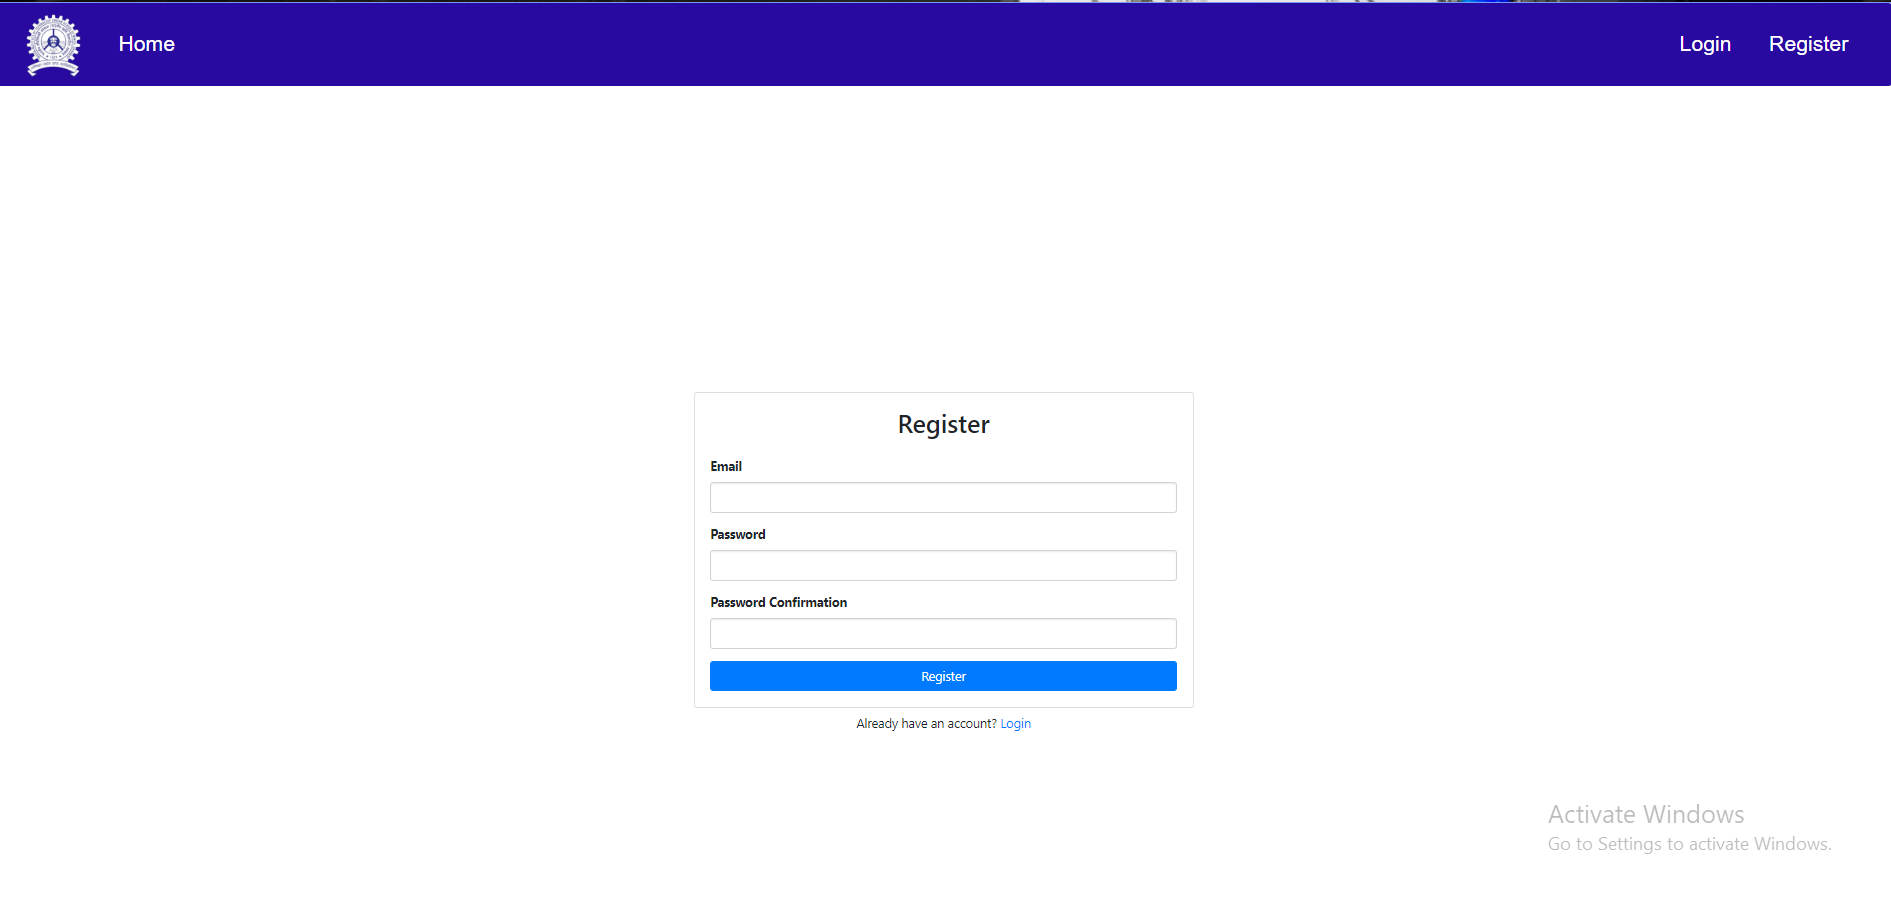 Home
Login
Register
Register
Email
Password
Password Confirmation
Register
Already have an account? Login
Activate Windows
Go to Settings to activate Windows.